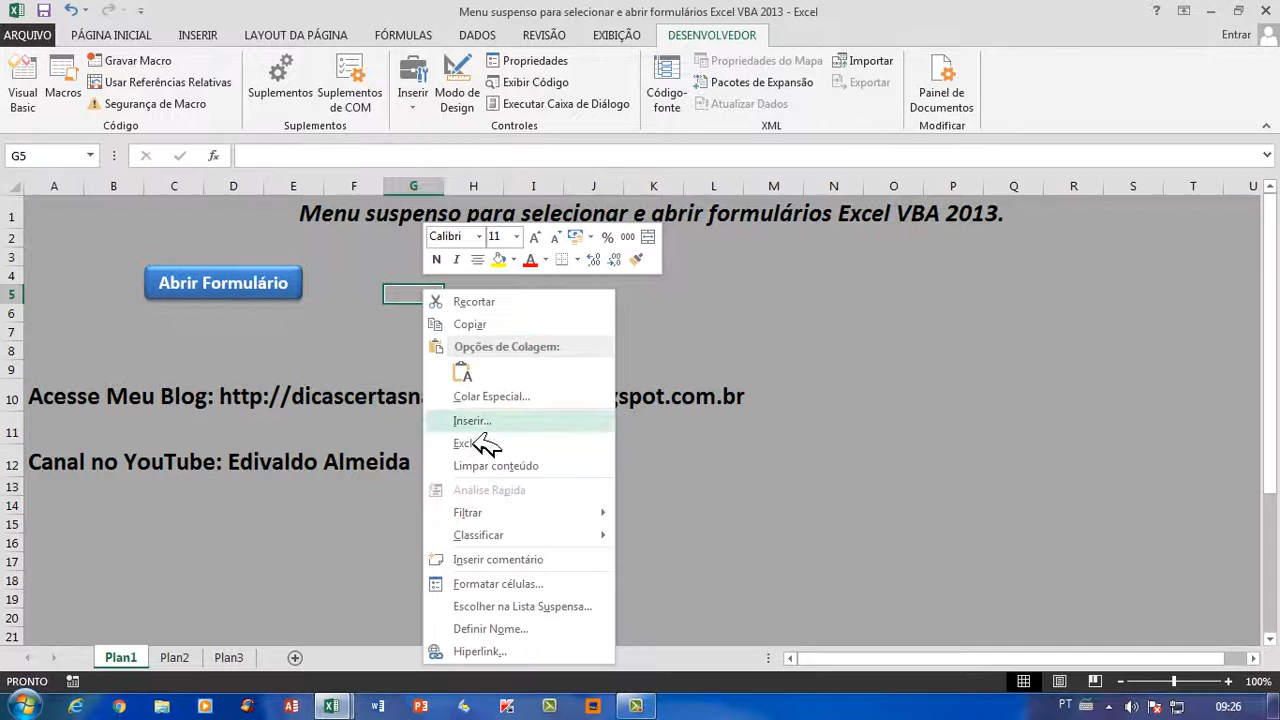 Menu suspenso para selecionar e abrir formulários Excel VBA 2013 - Excel
ARQUIVO PÁGINA INICIAL INSERIR LAYOUT DA PÁGINA FÓRMULAS DADOS REVISÃO EXIBIÇÃO DESENVOLVEDOR Entrar
Visual Basic
Macros
Gravar Macro
Usar Referências Relativas
Segurança de Macro
Código
Suplementos
Suplementos de COM
Suplementos
Inserir
Modo de Design
Propriedades
Exibir Código
Executar Caixa de Diálogo
Controles
Código-fonte
Propriedades do Mapa
Pacotes de Expansão
Atualizar Dados
Importar
Exportar
XML
Painel de Documentos
Modificar
G5
fx
A B C D E F G H I J K L M N O P Q R S T U
1
2
3
4
5
6
7
8
9
10
11
12
13
14
15
16
17
18
19
20
21
Menu suspenso para selecionar e abrir formulários Excel VBA 2013.
Abrir Formulário
Acesse Meu Blog: http://dicascertasn
gspot.com.br
Canal no YouTube: Edivaldo Almeida
Calibri 11 A A % 000
N I A
Recortar
Copiar
Opções de Colagem:
A
Colar Especial...
Inserir...
Excl
Limpar conteúdo
Análise Rápida
Filtrar
Classificar
Inserir comentário
Formatar células...
Escolher na Lista Suspensa...
Definir Nome...
Hiperlink...
Plan1 Plan2 Plan3
PRONTO
100%
PT
09:26